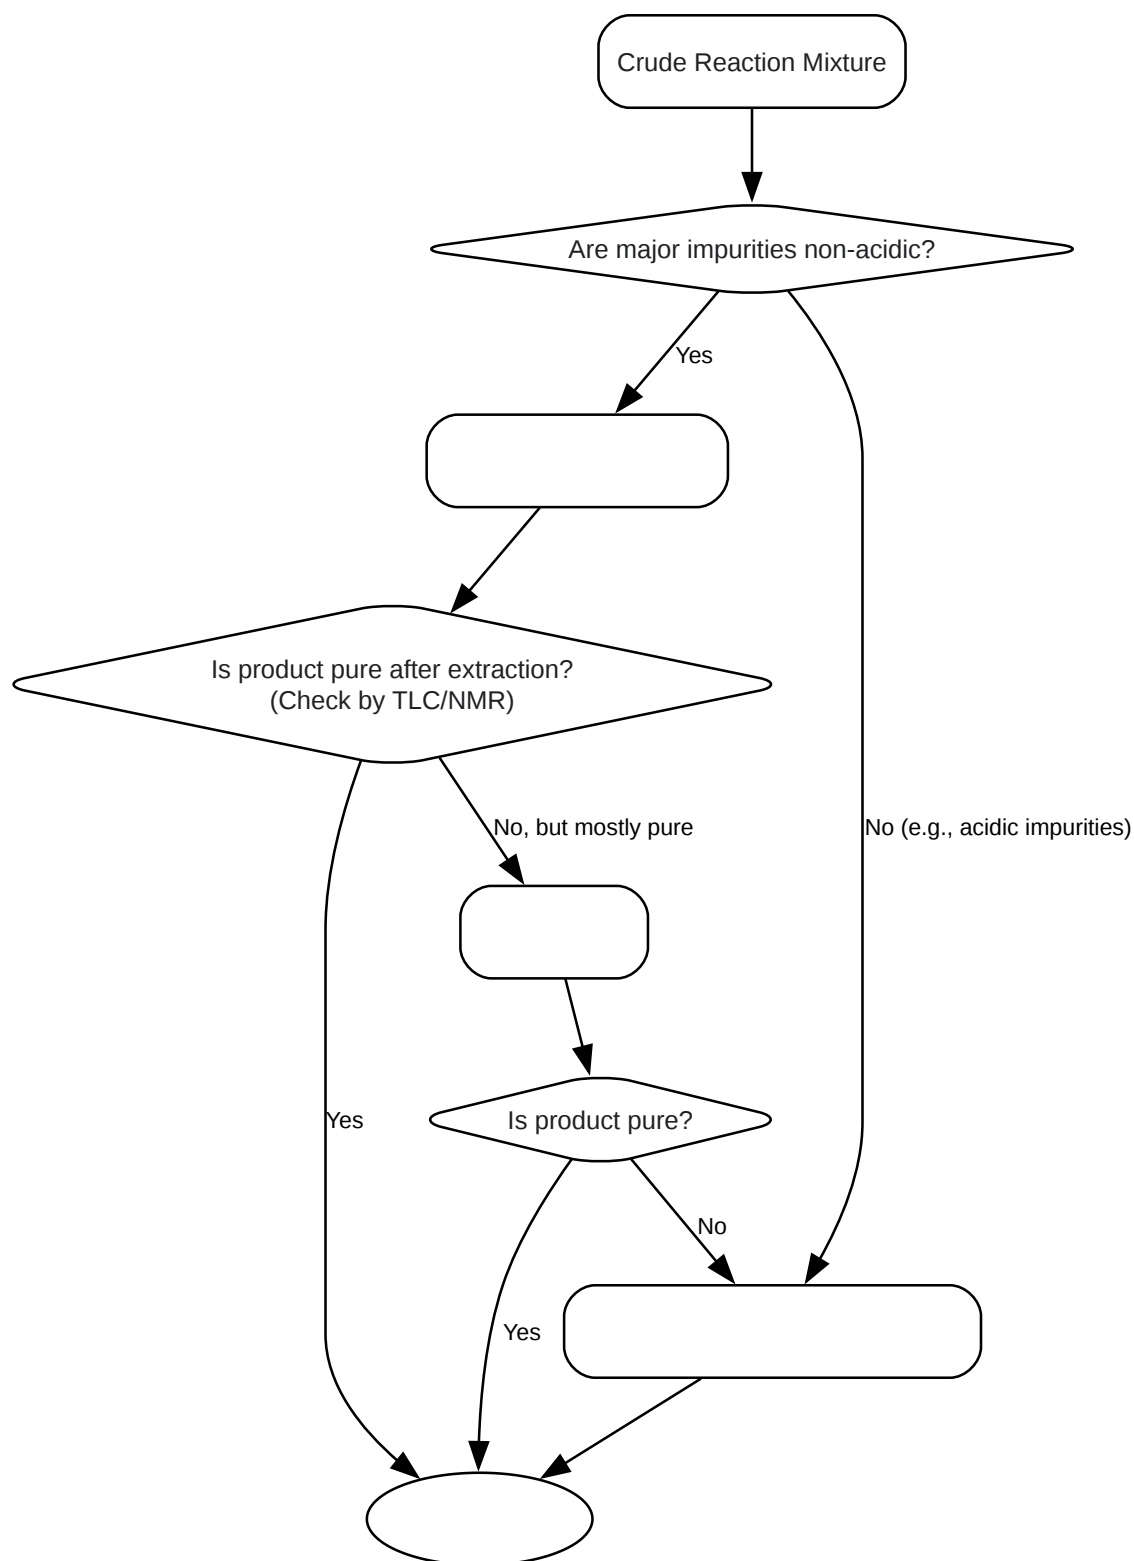 Crude Reaction Mixture
Are major impurities non-acidic?
Yes
Is product pure after extraction?
(Check by TLC/NMR)
No, but mostly pure
No (e.g., acidic impurities)
Yes
Is product pure?
No
Yes